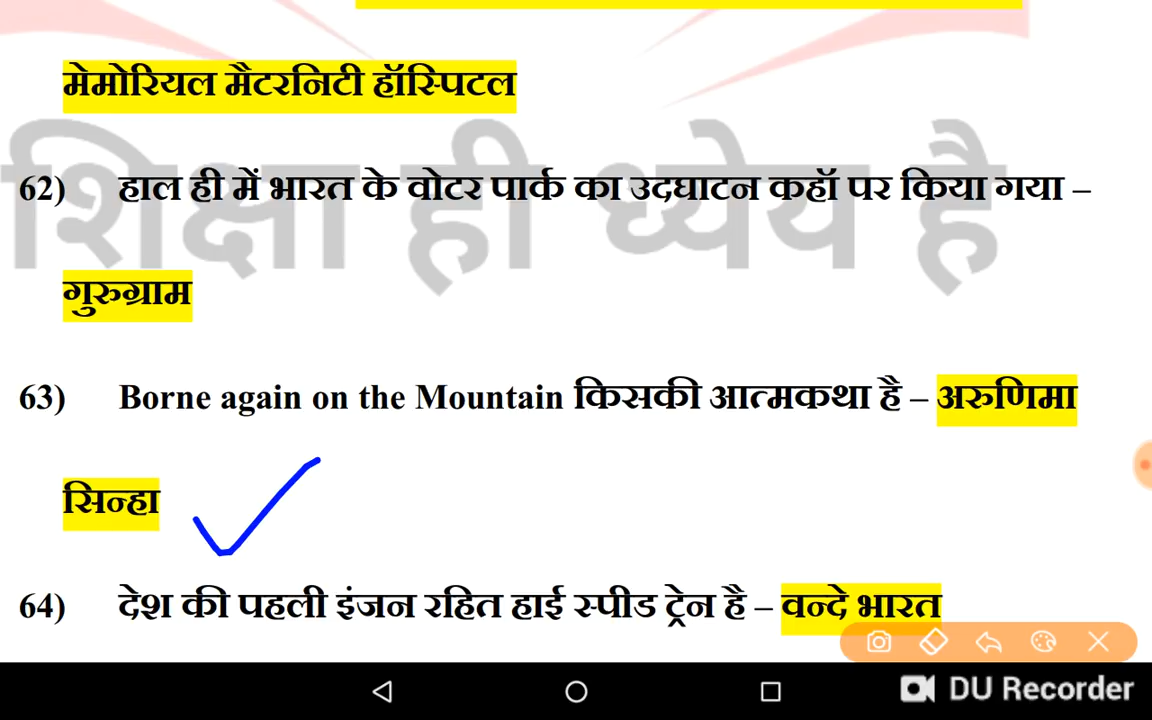 मेमोरियल मैटरनिटी हॉस्पिटल
शिक्षा ही ध्येय है
62) हाल ही में भारत के वोटर पार्क का उदघाटन कहॉ पर किया गया –
गुरुग्राम
63) Borne again on the Mountain किसकी आत्मकथा है – अरुणिमा
सिन्हा
64) देश की पहली इंजन रहित हाई स्पीड ट्रेन है – वन्दे भारत
DU Recorder